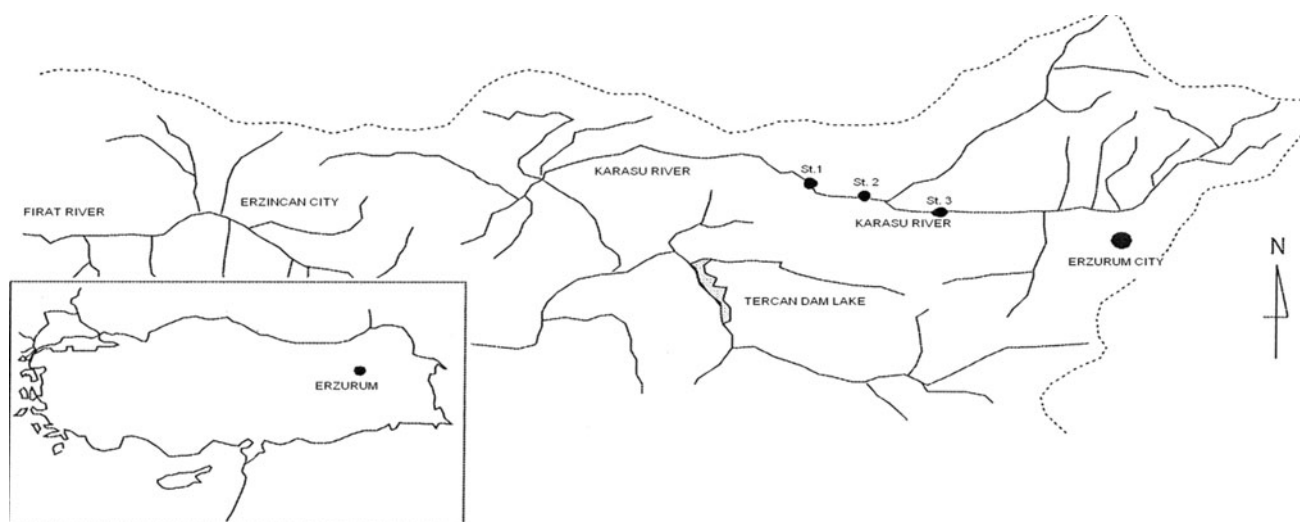 St.1
KARASU RIVER
St. 2
ERZINCAN CITY
St. 3
FIRAT RIVER
KARASU RIVER
N
ERZURUM CITY
TERCAN DAM LAKE
ERZURUM